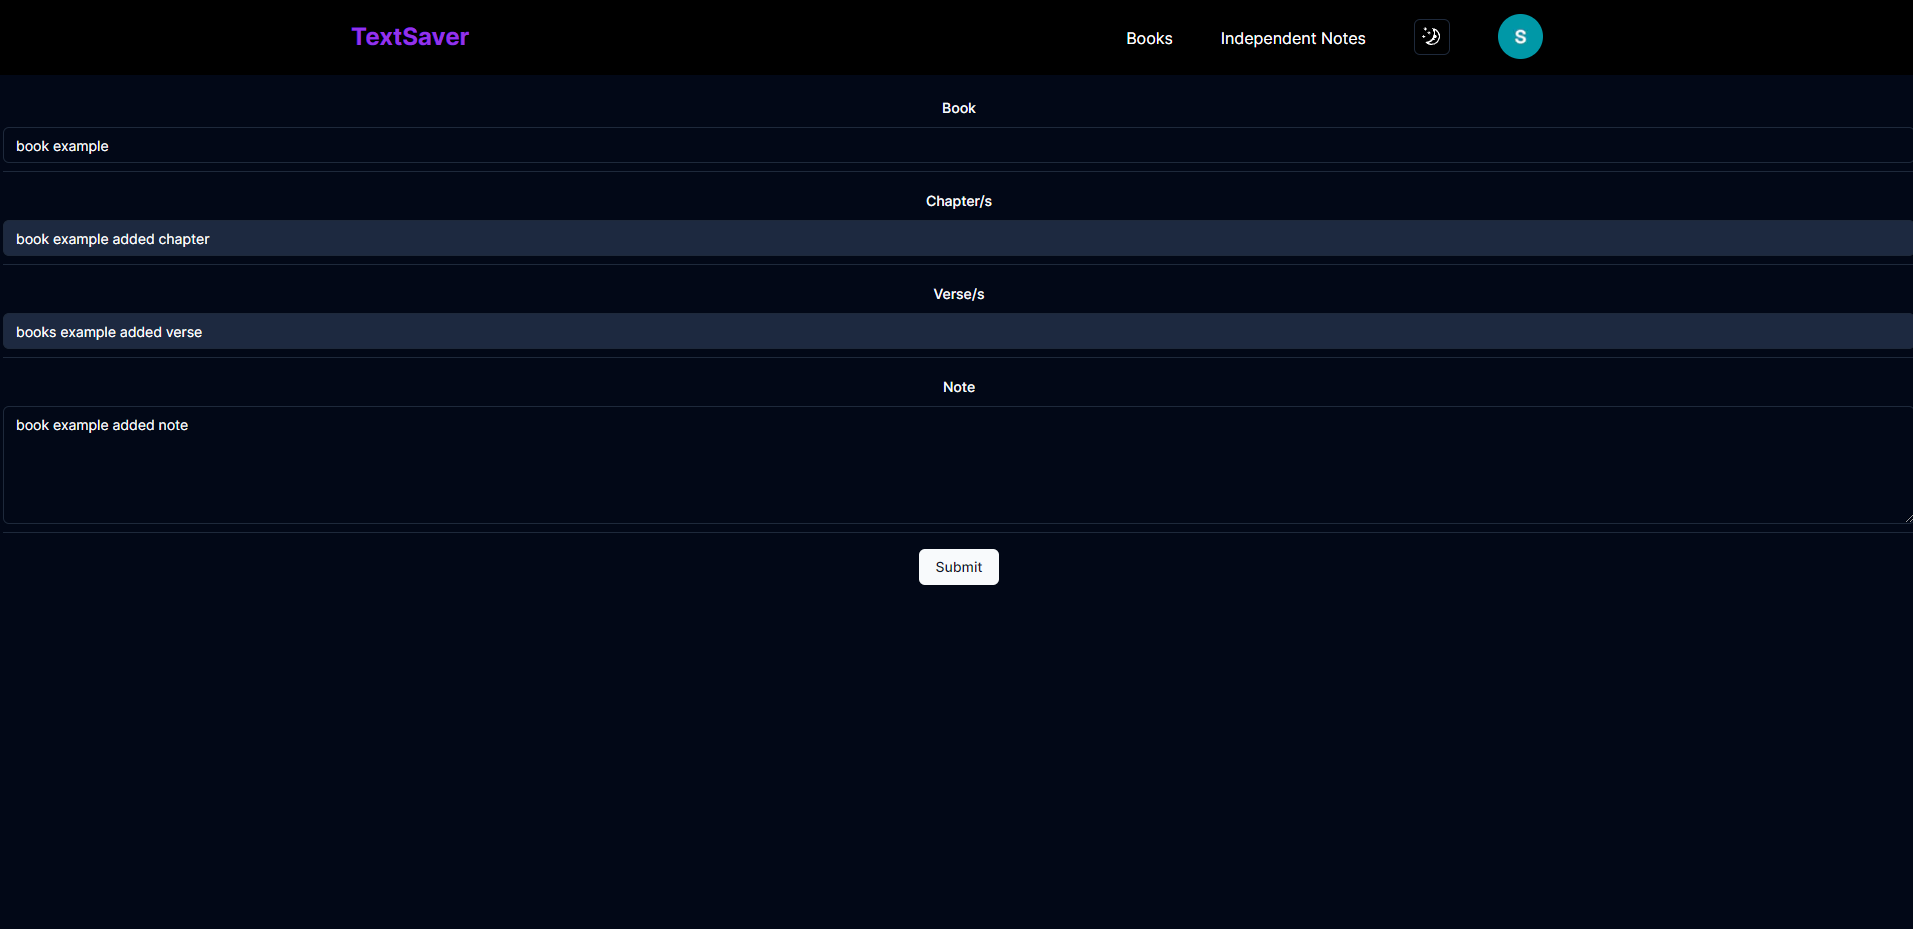 TextSaver
Books
Independent Notes
S
Book
book example
Chapter/s
book example added chapter
Verse/s
books example added verse
Note
book example added note
Submit